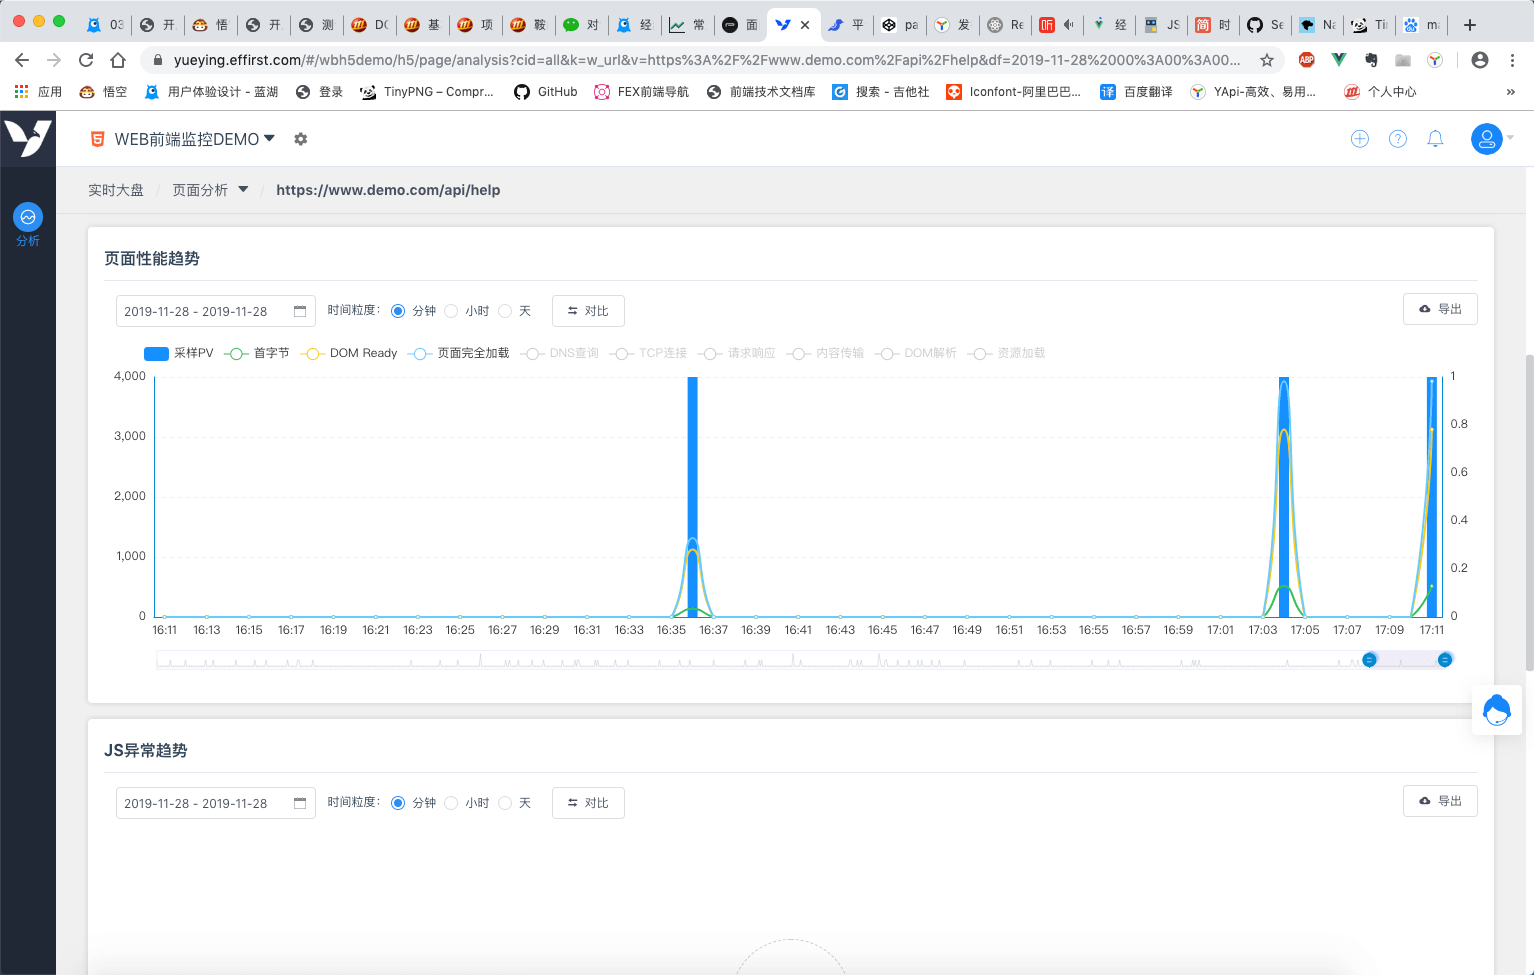 03 开 悟 开 测 DC 基 项 鞍 对 经 常 面 平 pa 发 Re 听 经 JS 简 时 Se Na Tir ma
yueying.effirst.com/#/wbh5demo/h5/page/analysis?cid=all&k=w_url&v=https%3A%2F%2Fwww.demo.com%2Fapi%2Fhelp&df=2019-11-28%2000%3A00%3A00... ABP
应用 悟空 用户体验设计 - 蓝湖 登录 TinyPNG – Compr... GitHub FEX前端导航 前端技术文档库 搜索 - 吉他社 Iconfont-阿里巴巴... 译 百度翻译 YApi-高效、易用... 个人中心 »
WEB前端监控DEMO
实时大盘 / 页面分析 / https://www.demo.com/api/help
分析
页面性能趋势
2019-11-28 - 2019-11-28 时间粒度: 分钟 小时 天 对比 导出
采样PV 首字节 DOM Ready 页面完全加载 DNS查询 TCP连接 请求响应 内容传输 DOM解析 资源加载
4,000 1
3,000 0.8
2,000 0.6
1,000 0.4
0 0.2
0
16:11 16:13 16:15 16:17 16:19 16:21 16:23 16:25 16:27 16:29 16:31 16:33 16:35 16:37 16:39 16:41 16:43 16:45 16:47 16:49 16:51 16:53 16:55 16:57 16:59 17:01 17:03 17:05 17:07 17:09 17:11
JS异常趋势
2019-11-28 - 2019-11-28 时间粒度: 分钟 小时 天 对比 导出